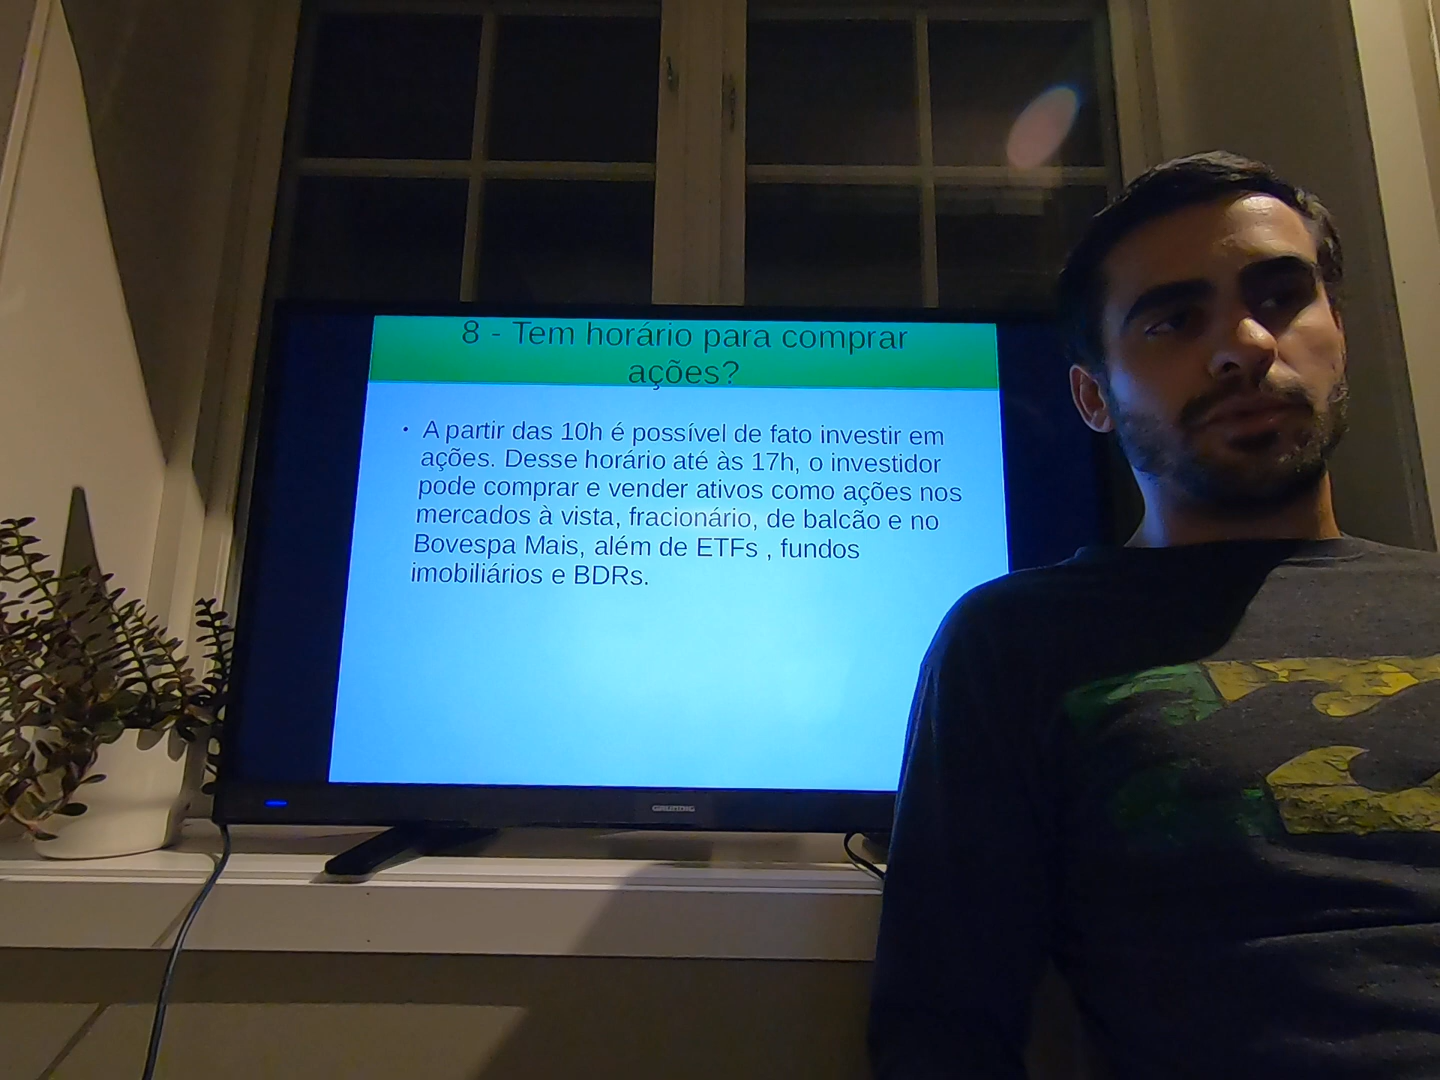 8 - Tem horário para comprar
ações?
• A partir das 10h é possível de fato investir em
ações. Desse horário até às 17h, o investidor
pode comprar e vender ativos como ações nos
mercados à vista, fracionário, de balcão e no
Bovespa Mais, além de ETFs , fundos
imobiliários e BDRs.
GRUNDIG